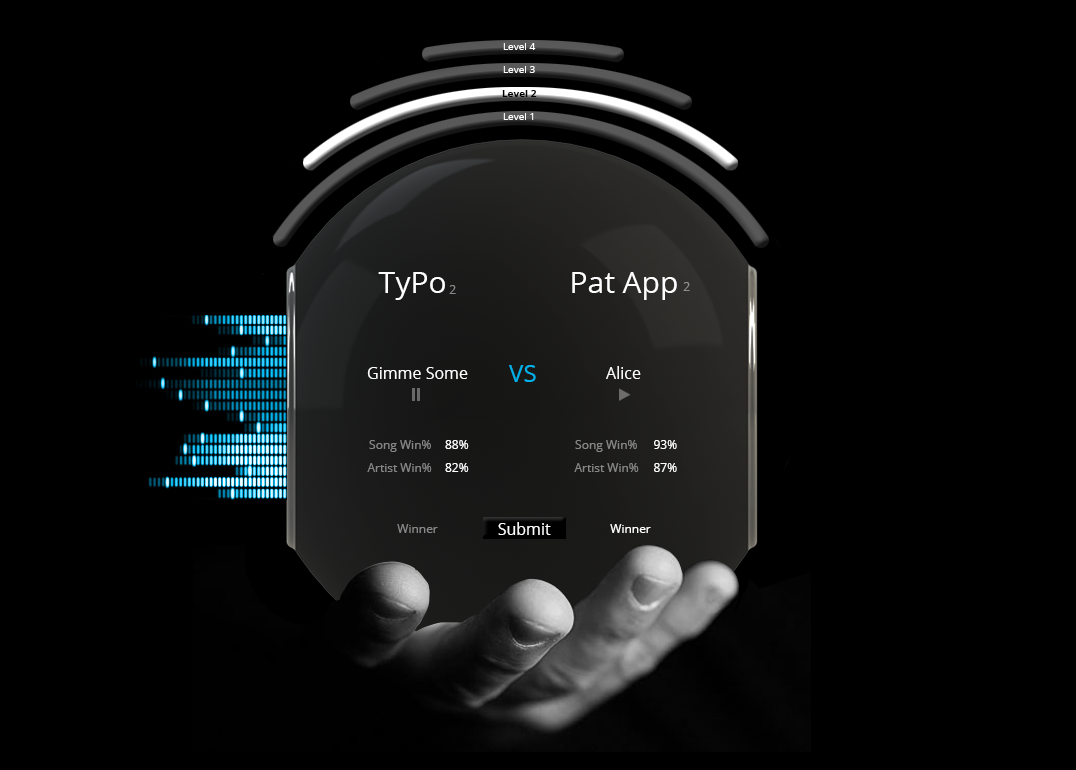 Level 4
Level 3
Level 2
Level 1
TyPo 2 Pat App 2
Gimme Some VS Alice
Song Win% 88% Song Win% 93%
Artist Win% 82% Artist Win% 87%
Winner Submit Winner